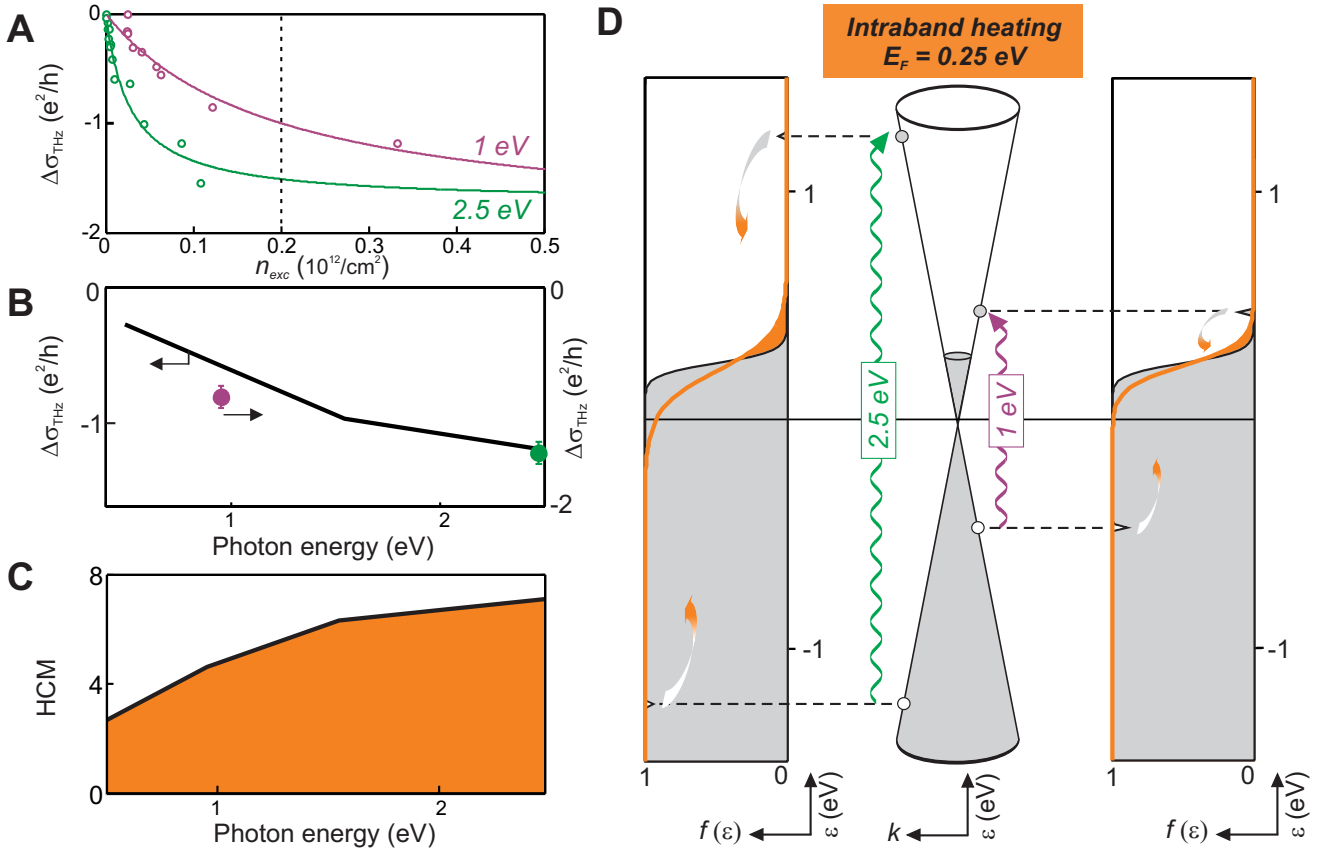 A
0
-1
-2
Δσ_THz (e²/h)
1 eV
2.5 eV
0
0.1
0.2
0.3
0.4
0.5
n_exc (10¹²/cm²)
B
0
-1
Δσ_THz (e²/h)
0
-2
Δσ_THz (e²/h)
1
2
Photon energy (eV)
C
8
4
0
HCM
1
2
Photon energy (eV)
D
Intraband heating
E_F = 0.25 eV
2.5 eV
1 eV
1
-1
1
-1
1
0
1
0
f (ε)
ε (eV)
k
ε (eV)
f (ε)
ε (eV)